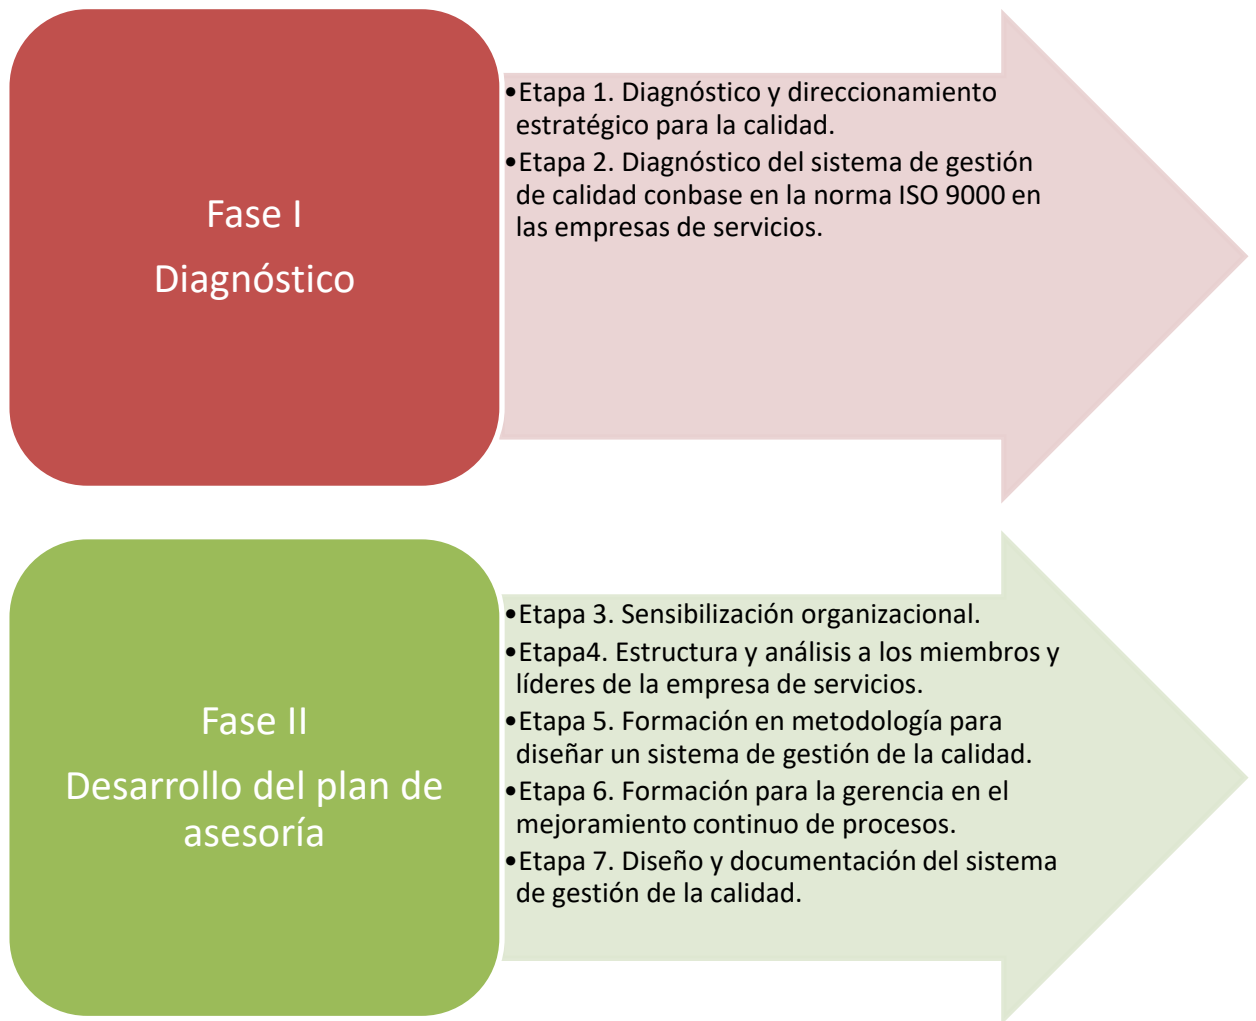 Fase I
Diagnóstico
•Etapa 1. Diagnóstico y direccionamiento
estratégico para la calidad.
•Etapa 2. Diagnóstico del sistema de gestión
de calidad conbase en la norma ISO 9000 en
las empresas de servicios.
Fase II
Desarrollo del plan de
asesoría
•Etapa 3. Sensibilización organizacional.
•Etapa4. Estructura y análisis a los miembros y
líderes de la empresa de servicios.
•Etapa 5. Formación en metodología para
diseñar un sistema de gestión de la calidad.
•Etapa 6. Formación para la gerencia en el
mejoramiento continuo de procesos.
•Etapa 7. Diseño y documentación del sistema
de gestión de la calidad.